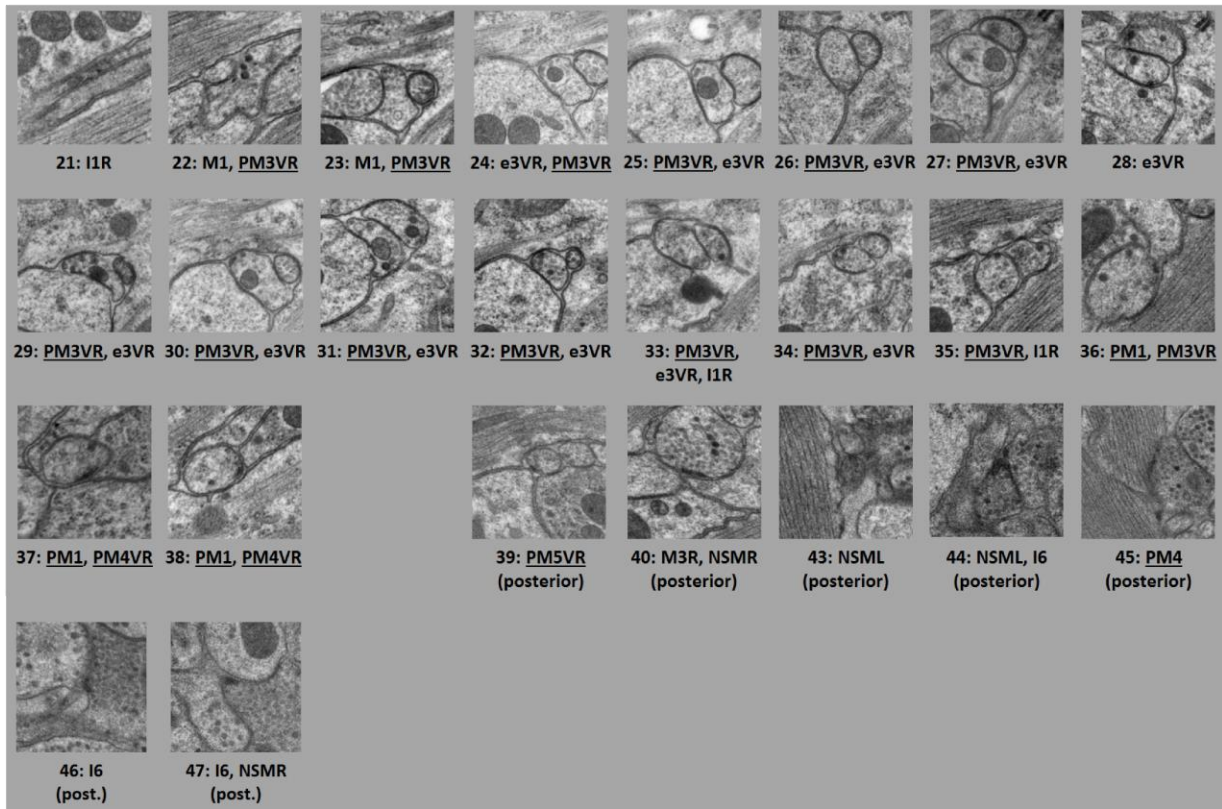 21: I1R
22: M1, PM3VR
23: M1, PM3VR
24: e3VR, PM3VR
25: PM3VR, e3VR
26: PM3VR, e3VR
27: PM3VR, e3VR
28: e3VR
29: PM3VR, e3VR
30: PM3VR, e3VR
31: PM3VR, e3VR
32: PM3VR, e3VR
33: PM3VR,
e3VR, I1R
34: PM3VR, e3VR
35: PM3VR, I1R
36: PM1, PM3VR
37: PM1, PM4VR
38: PM1, PM4VR
39: PM5VR
(posterior)
40: M3R, NSMR
(posterior)
43: NSML
(posterior)
44: NSML, I6
(posterior)
45: PM4
(posterior)
46: I6
(post.)
47: I6, NSMR
(post.)